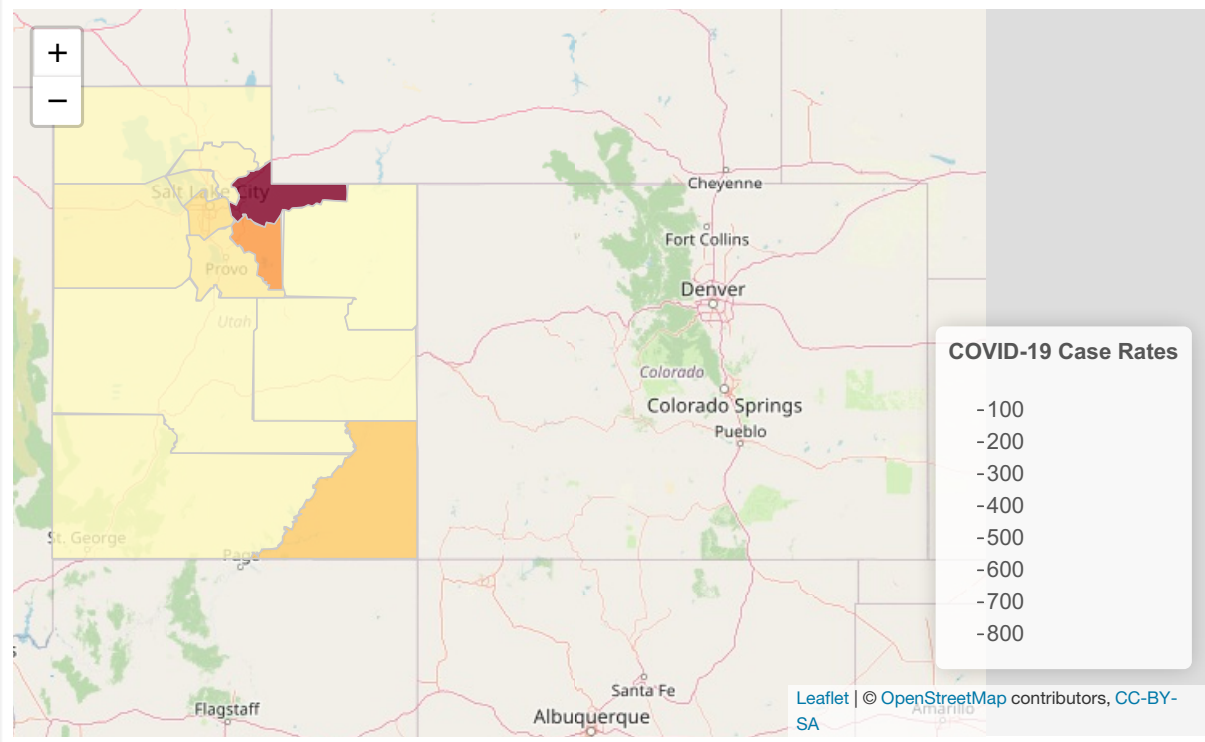 +
−
Salt Lake City
Cheyenne
Fort Collins
Provo
Denver
Utah
COVID-19 Case Rates
Colorado
-100
Colorado Springs
Pueblo
-200
-300
-400
-500
St. George
Page
-600
-700
-800
Santa Fe
Leaflet | © OpenStreetMap contributors, CC-BY-
SA
Flagstaff
Albuquerque
Amarillo